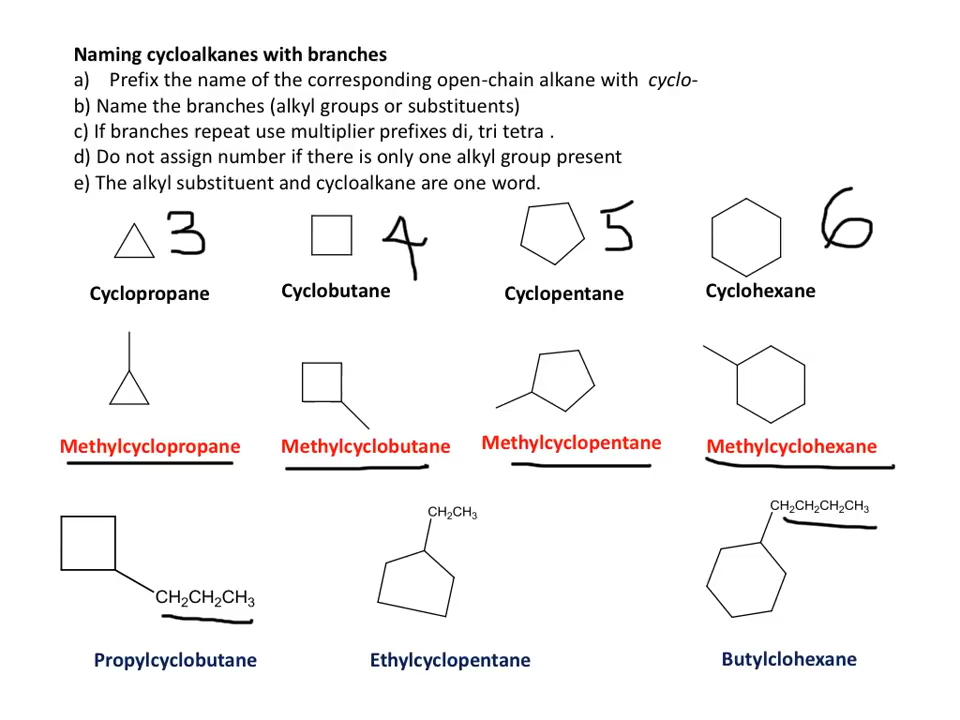 Naming cycloalkanes with branches
a) Prefix the name of the corresponding open-chain alkane with cyclo-
b) Name the branches (alkyl groups or substituents)
c) If branches repeat use multiplier prefixes di, tri tetra .
d) Do not assign number if there is only one alkyl group present
e) The alkyl substituent and cycloalkane are one word.
3 4 5 6
Cyclopropane Cyclobutane Cyclopentane Cyclohexane
Methylcyclopropane Methylcyclobutane Methylcyclopentane Methylcyclohexane
CH2CH2CH3 CH2CH3 CH2CH2CH2CH3
Propylcyclobutane Ethylcyclopentane Butylclohexane